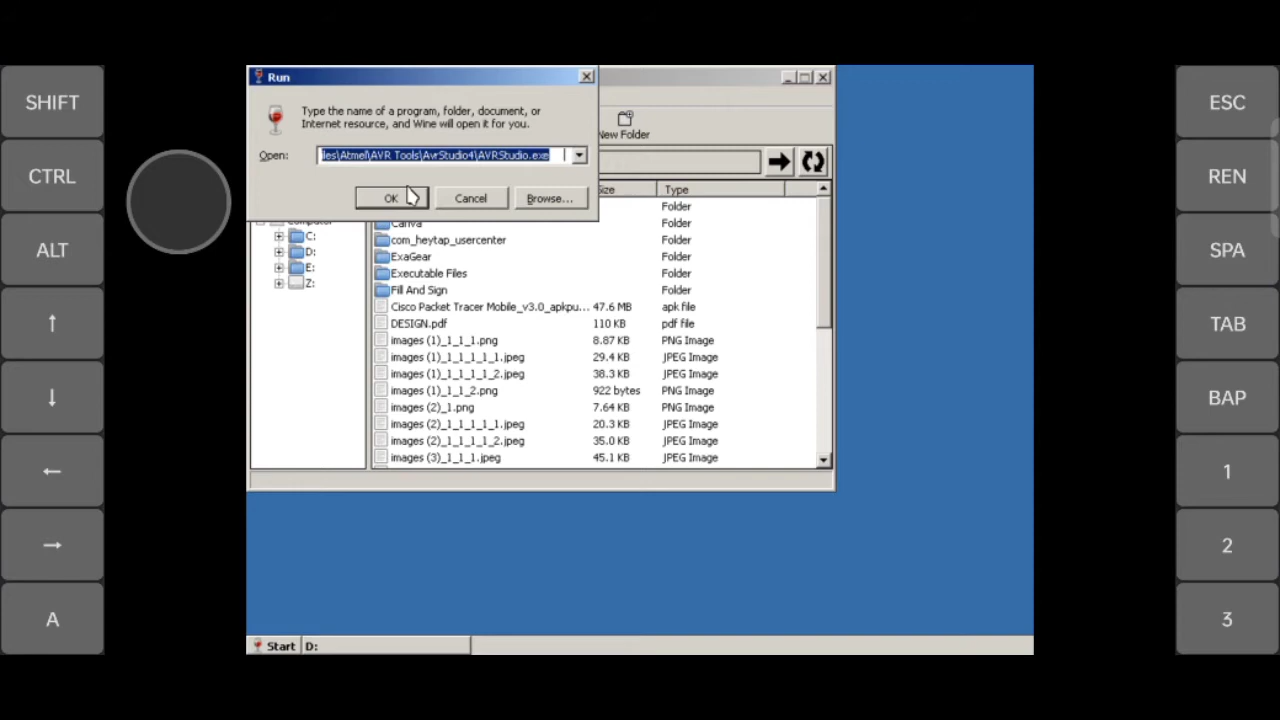 SHIFT
CTRL
ALT
↑
↓
←
→
A
Run
Type the name of a program, folder, document, or
Internet resource, and Wine will open it for you.
Open:
les\Atmel\AVR Tools\AvrStudio4\AVRStudio.exe
OK
Cancel
Browse...
New Folder
Size Type
C:
D:
E:
Z:
Folder
Canva Folder
com_heytap_usercenter Folder
ExaGear Folder
Executable Files Folder
Fill And Sign Folder
Cisco Packet Tracer Mobile_v3.0_apkpu... 47.6 MB apk file
DESIGN.pdf 110 KB pdf file
images (1)_1_1_1.png 8.87 KB PNG Image
images (1)_1_1_1_1_1.jpeg 29.4 KB JPEG Image
images (1)_1_1_1_1_2.jpeg 38.3 KB JPEG Image
images (1)_1_1_2.png 922 bytes PNG Image
images (2)_1.png 7.64 KB PNG Image
images (2)_1_1_1_1_1.jpeg 20.3 KB JPEG Image
images (2)_1_1_1_1_2.jpeg 35.0 KB JPEG Image
images (3)_1_1_1.jpeg 45.1 KB JPEG Image
Start D:
ESC
REN
SPA
TAB
BAP
1
2
3